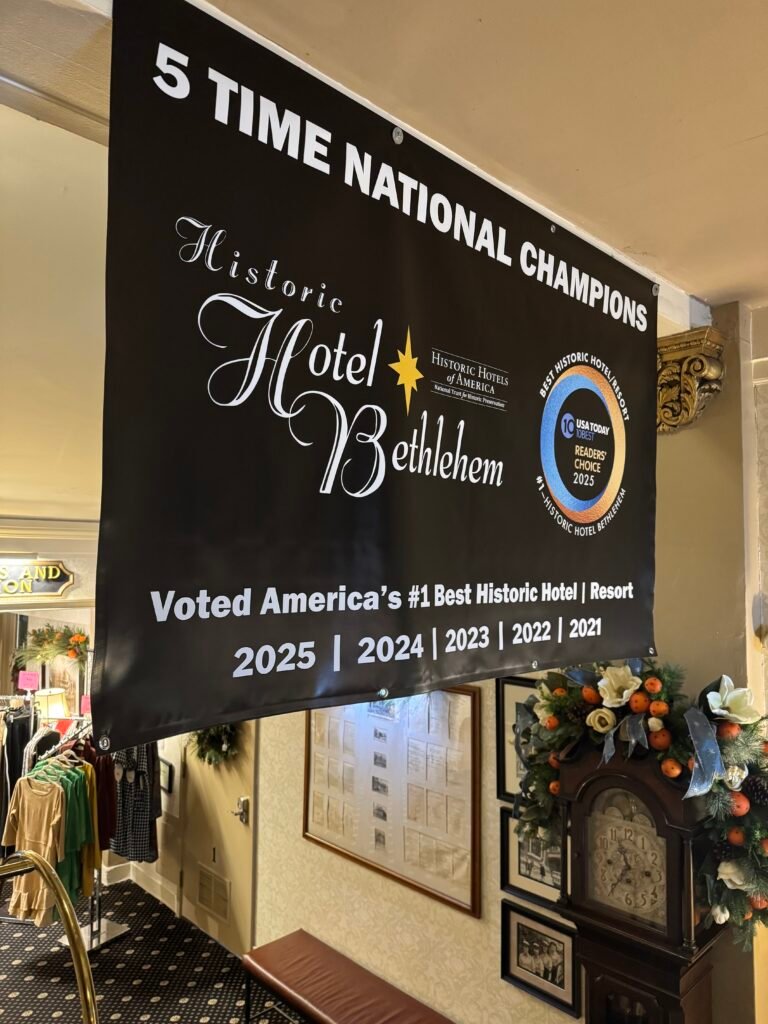 5 TIME NATIONAL CHAMPIONS
Historic
Hotel
Bethlehem
HISTORIC HOTELS
of AMERICA
National Trust for Historic Preservation
BEST HISTORIC HOTEL/RESORT
10 USA TODAY
10BEST
READERS'
CHOICE
2025
#1–HISTORIC HOTEL BETHLEHEM
Voted America's #1 Best Historic Hotel | Resort
2025 | 2024 | 2023 | 2022 | 2021
AND
ON